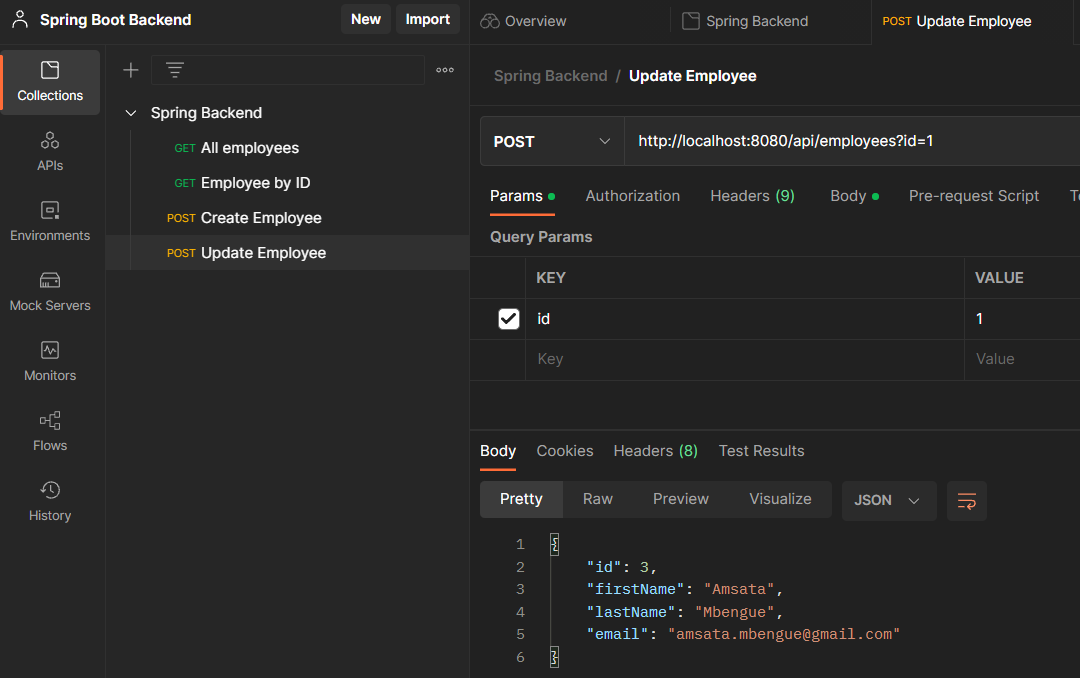 Spring Boot Backend
New
Import
Overview
Spring Backend
POST Update Employee
Collections
APIs
Environments
Mock Servers
Monitors
Flows
History
Spring Backend
GET All employees
GET Employee by ID
POST Create Employee
POST Update Employee
Spring Backend / Update Employee
POST
http://localhost:8080/api/employees?id=1
Params
Authorization
Headers (9)
Body
Pre-request Script
Te
Query Params
KEY
VALUE
id
1
Key
Value
Body
Cookies
Headers (8)
Test Results
Pretty
Raw
Preview
Visualize
JSON
1 {
2 "id": 3,
3 "firstName": "Amsata",
4 "lastName": "Mbengue",
5 "email": "amsata.mbengue@gmail.com"
6 }